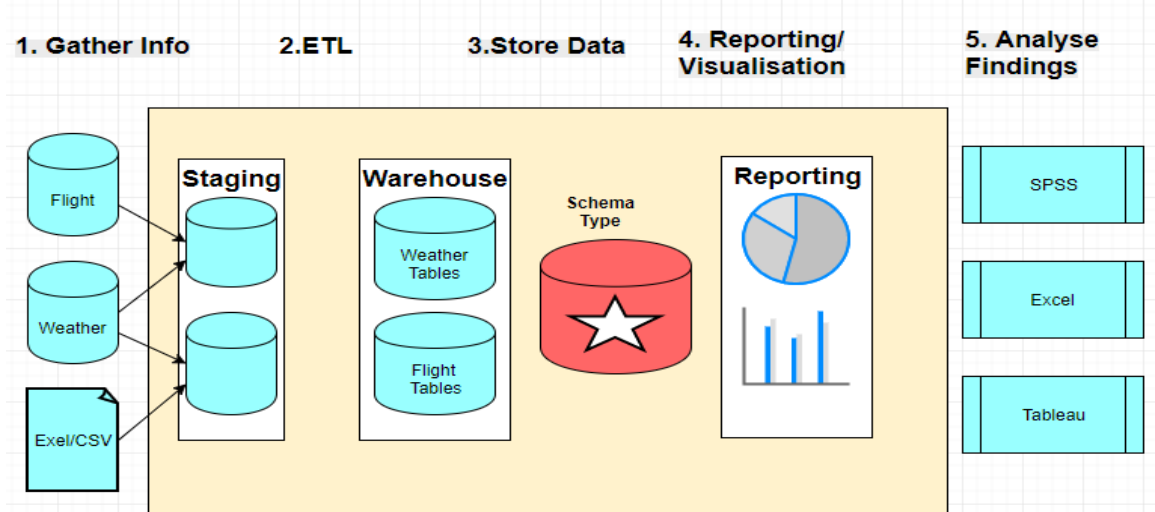 1. Gather Info
2.ETL
3.Store Data
4. Reporting/
Visualisation
5. Analyse
Findings
Flight
Weather
Exel/CSV
Staging
Warehouse
Weather
Tables
Flight
Tables
Schema
Type
Reporting
SPSS
Excel
Tableau